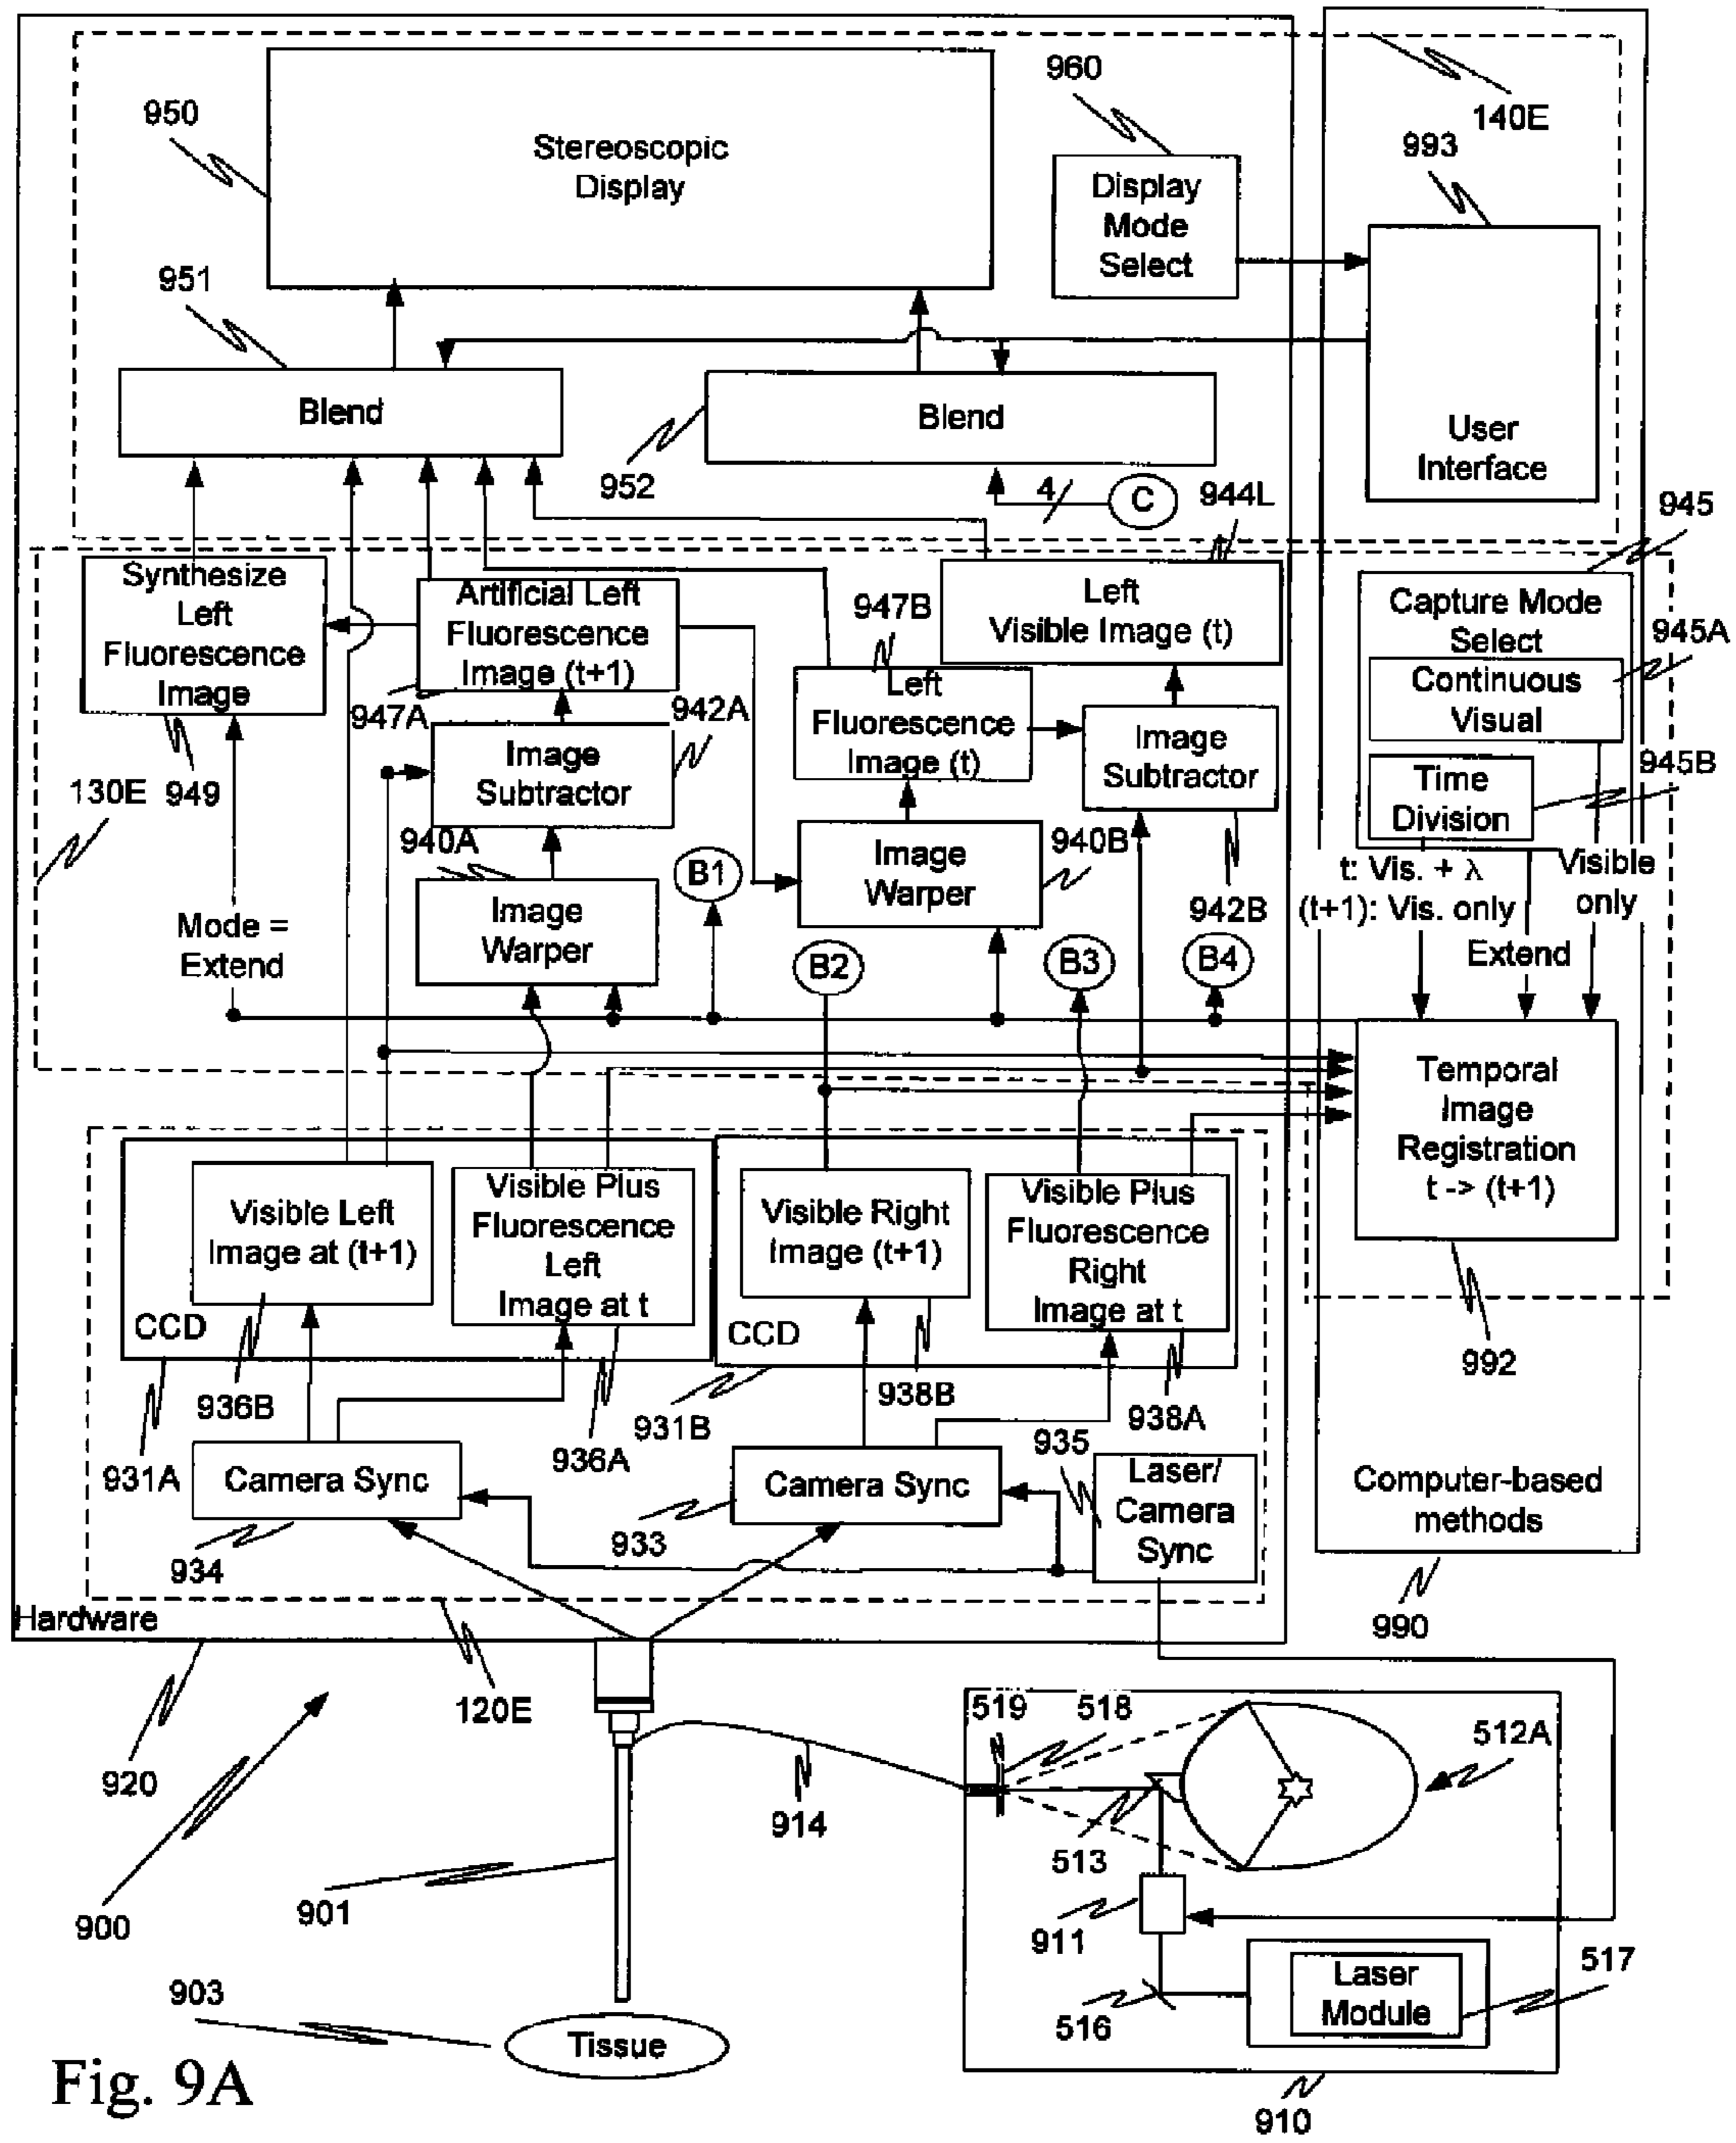 960
140E
950
Stereoscopic
Display
993
Display
Mode
Select
951
Blend
Blend
User
Interface
952
4
C
944L
945
Synthesize
Left
Fluorescence
Image
Artificial Left
Fluorescence
Image (t+1)
947B
Left
Visible Image (t)
Capture Mode
Select
945A
Continuous
Visual
947A
942A
Left
Fluorescence
Image (t)
Image
Subtractor
Image
Subtractor
945B
Time
Division
130E
949
940A
B1
Image
Warper
940B
942B
t: Vis. + λ
(t+1): Vis. only
Visible
only
Extend
Mode =
Extend
Image
Warper
B2
B3
B4
Temporal
Image
Registration
t -> (t+1)
Visible Left
Image at (t+1)
Visible Plus
Fluorescence
Left
Image at t
Visible Right
Image (t+1)
Visible Plus
Fluorescence
Right
Image at t
CCD
CCD
992
936B
931B
938B
938A
931A
936A
935
Camera Sync
Camera Sync
Laser/
Camera
Sync
Computer-based
methods
934
933
Hardware
990
120E
519
518
512A
920
914
513
901
900
911
517
Laser
Module
516
903
Tissue
Fig. 9A
910